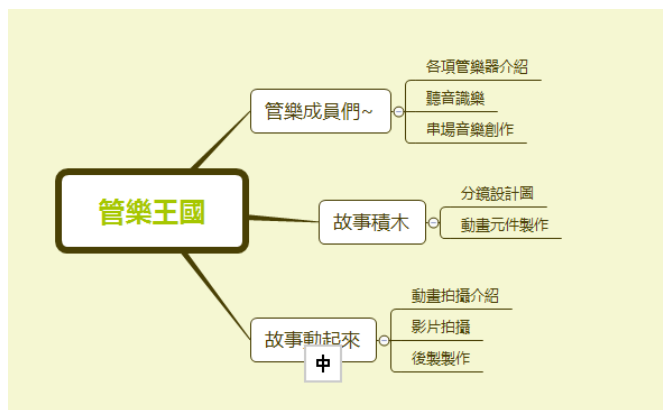 管樂王國
管樂成員們~
各項管樂器介紹
聽音識樂
串場音樂創作
故事積木
分鏡設計圖
動畫元件製作
故事動起來
中
動畫拍攝介紹
影片拍攝
後製製作